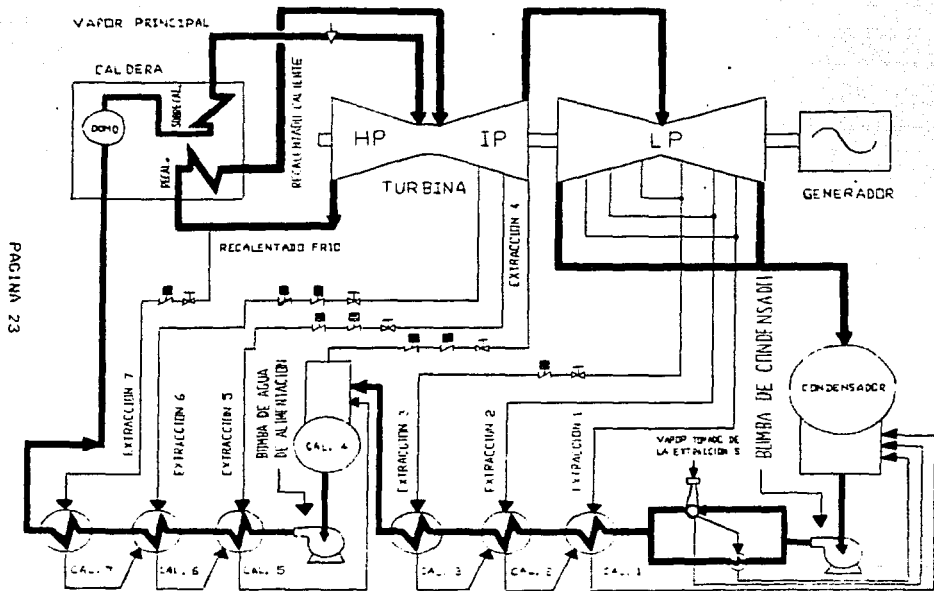 VAPOR PRINCIPAL
CALDERA
DOMO
SOBRECAL.
RECAL.
RECALENTADO CALIENTE
HP
IP
TURBINA
LP
GENERADOR
RECALENTADO FRIO
EXTRACCION 4
PAGINA 23
EXTRACCION 7
EXTRACCION 6
EXTRACCION 5
BOMBA DE AGUA
DE ALIMENTACION
CAL. 4
EXTRACCION 3
EXTRACCION 2
EXTRACCION 1
VAPOR TOMADO DE
LA EXTRACCION 5
BOMBA DE CONDENSADO
CONDENSADOR
CAL. 7
CAL. 6
CAL. 5
CAL. 3
CAL. 2
CAL. 1